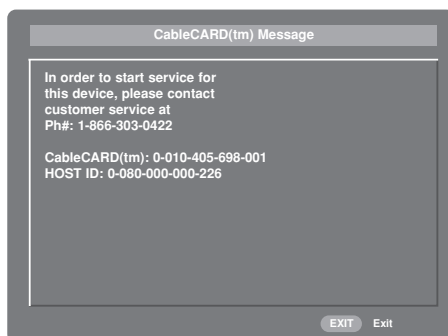 CableCARD(tm) Message
In order to start service for
this device, please contact
customer service at
Ph#: 1-866-303-0422
CableCARD(tm): 0-010-405-698-001
HOST ID: 0-080-000-000-226
EXIT Exit